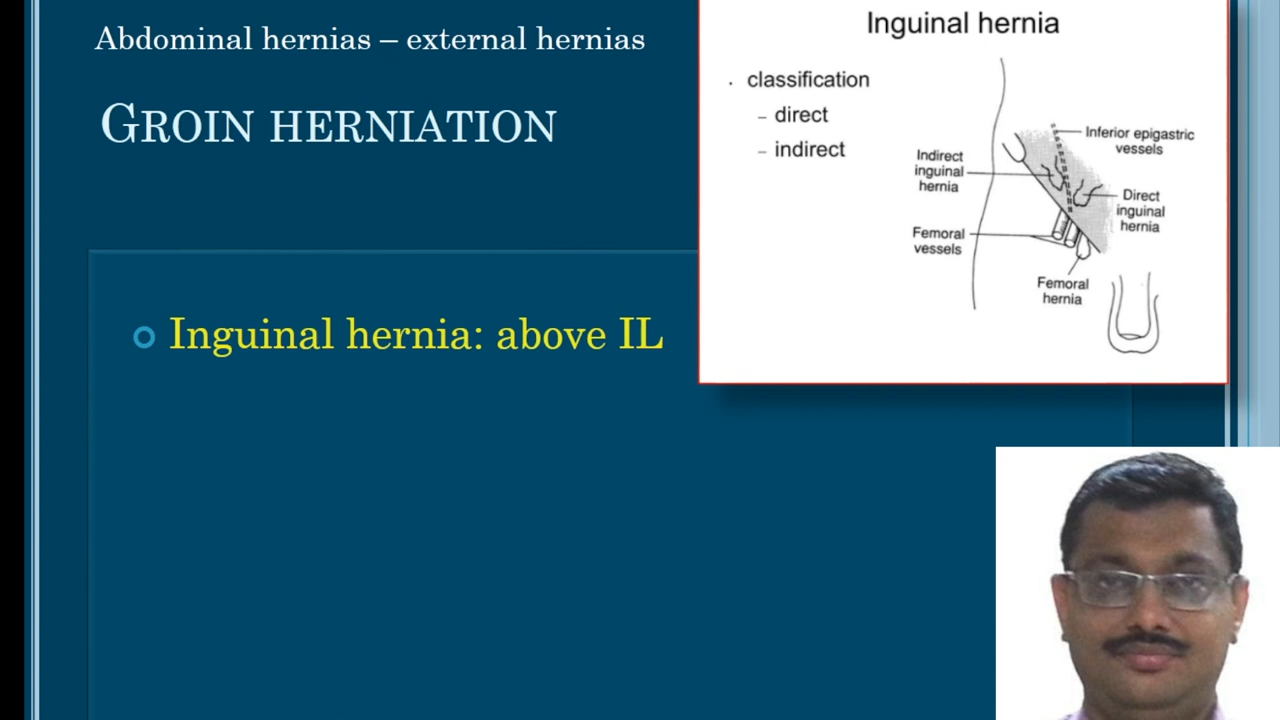 Abdominal hernias – external hernias
GROIN HERNIATION
Inguinal hernia: above IL
Inguinal hernia
· classification
– direct
– indirect
Inferior epigastric
vessels
Indirect
inguinal
hernia
Direct
inguinal
hernia
Femoral
vessels
Femoral
hernia